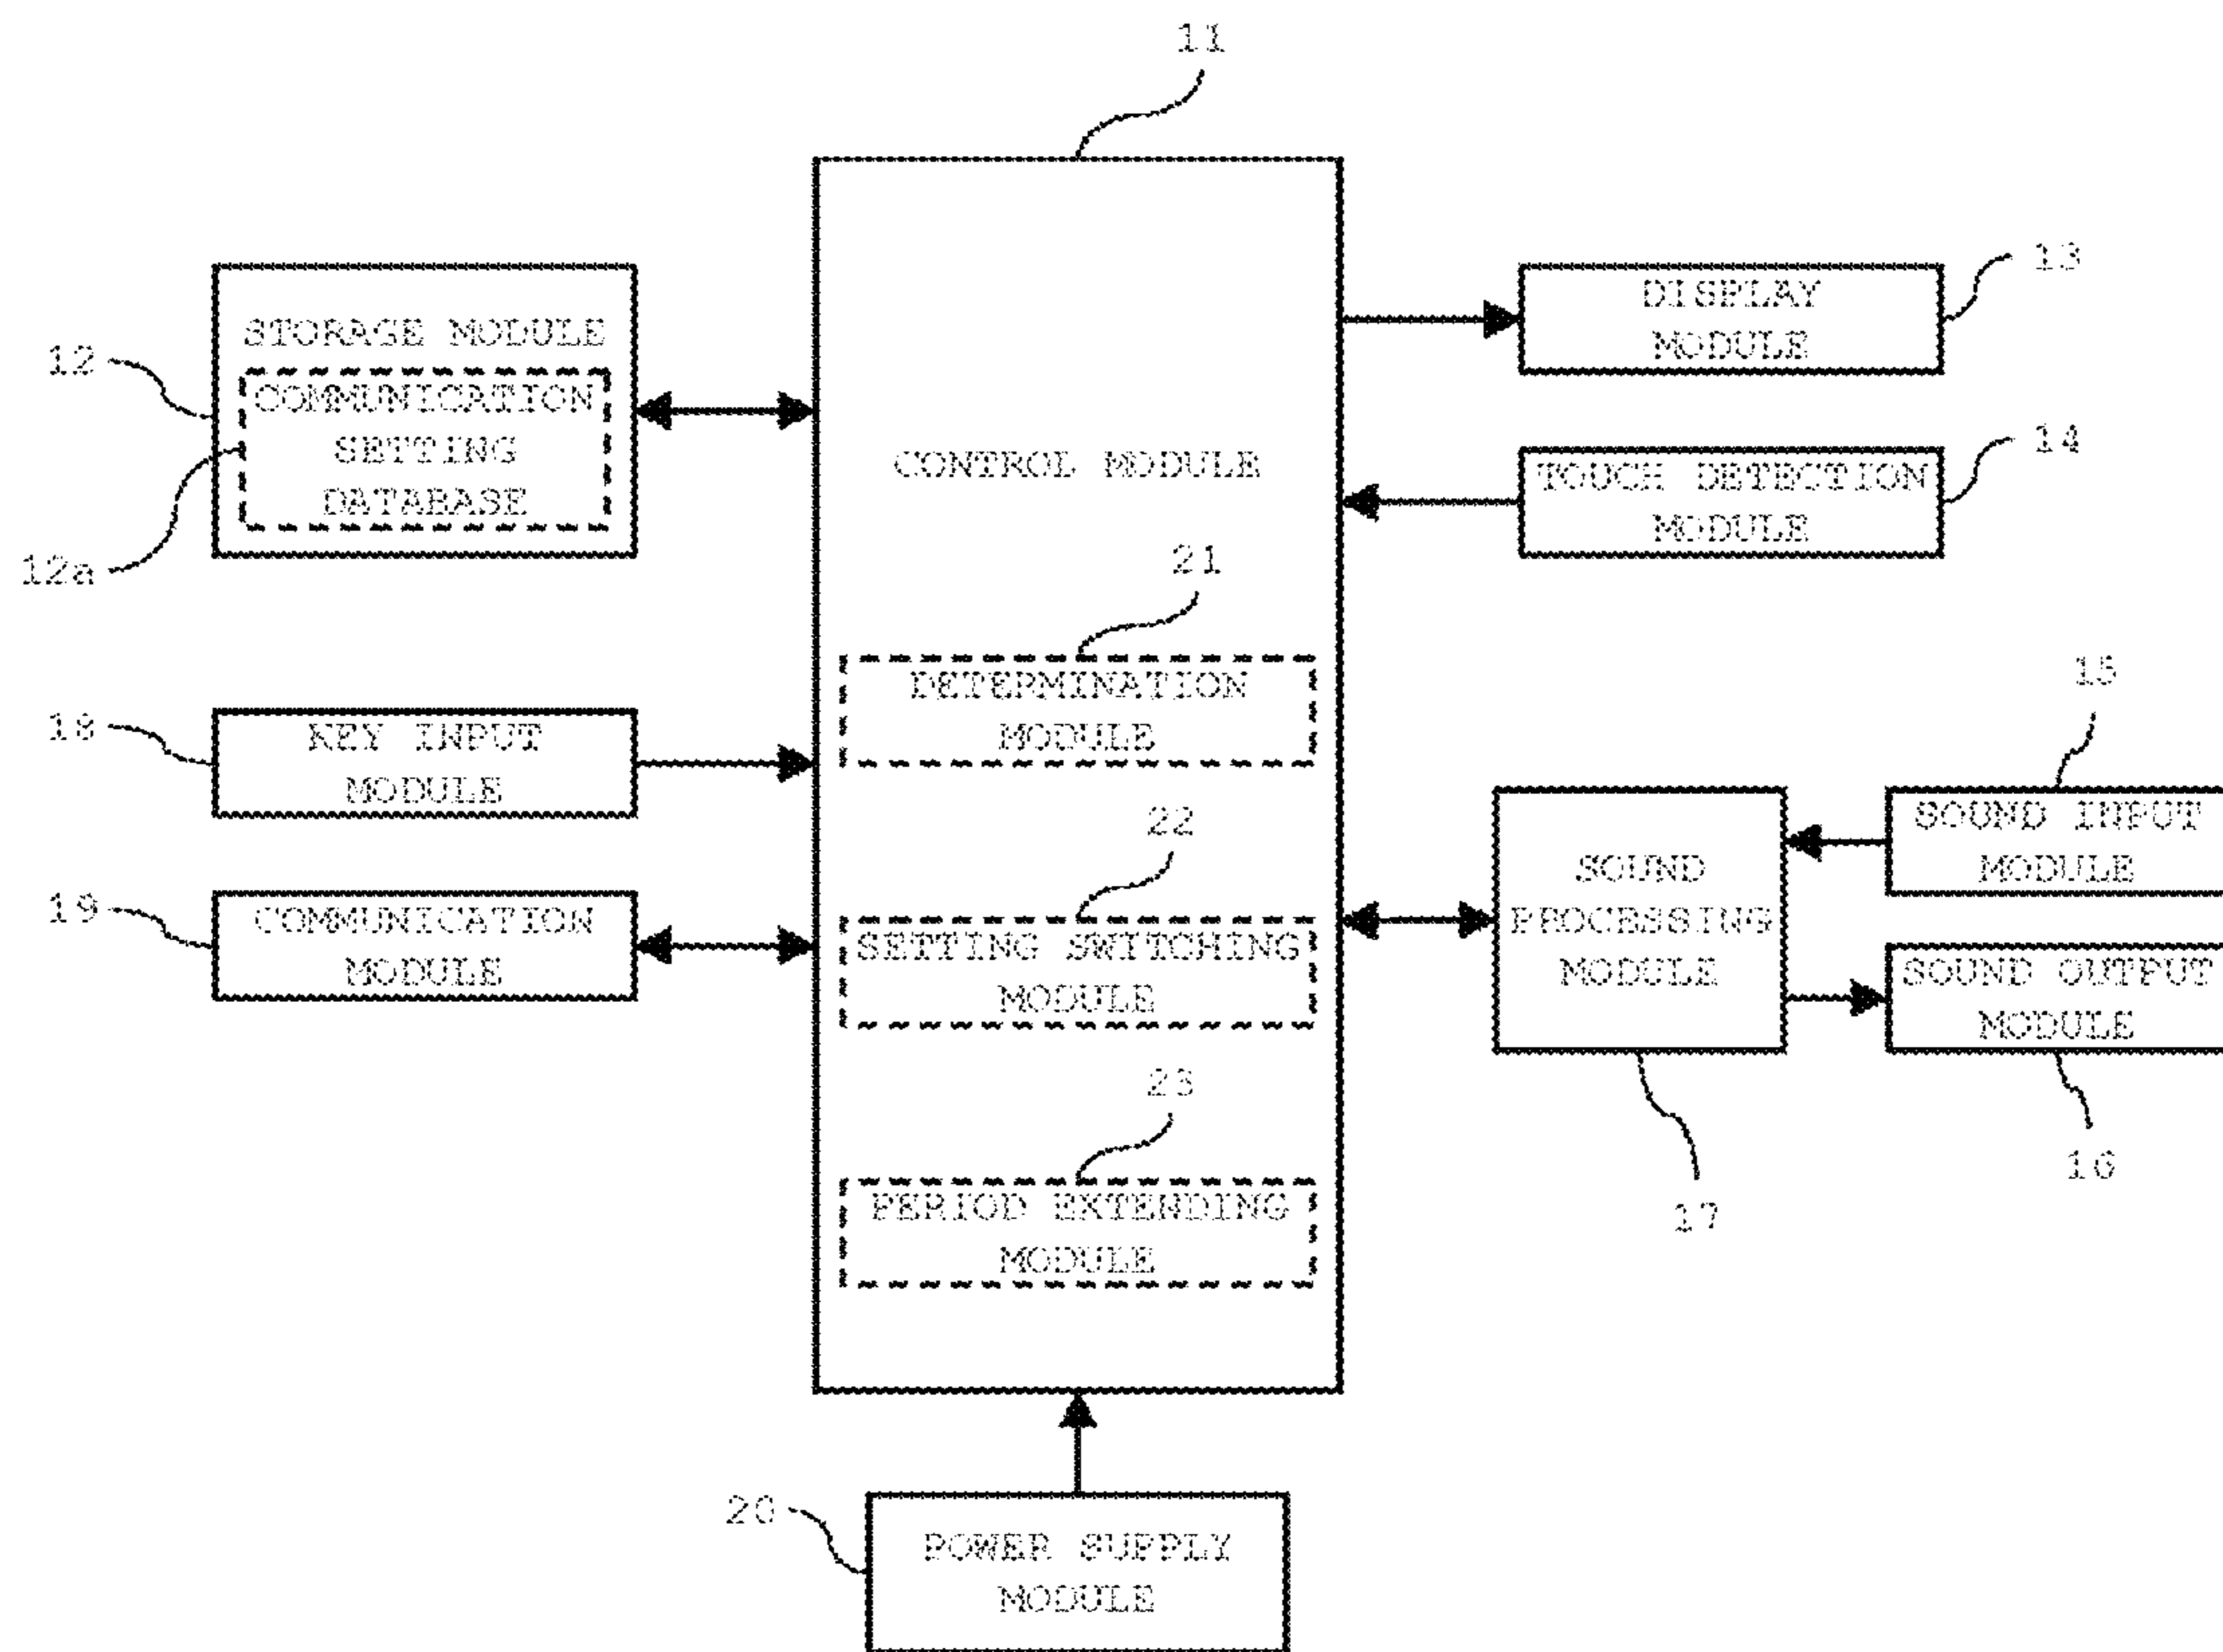 11
STORAGE MODULE
COMMUNICATION
SETTING
DATABASE
12
12a
CONTROL MODULE
DISPLAY
MODULE
13
TOUCH DETECTION
MODULE
14
21
DETERMINATION
MODULE
18
KEY INPUT
MODULE
22
SETTING SWITCHING
MODULE
19
COMMUNICATION
MODULE
SOUND
PROCESSING
MODULE
17
15
SOUND INPUT
MODULE
SOUND OUTPUT
MODULE
16
23
PERIOD EXTENDING
MODULE
20
POWER SUPPLY
MODULE